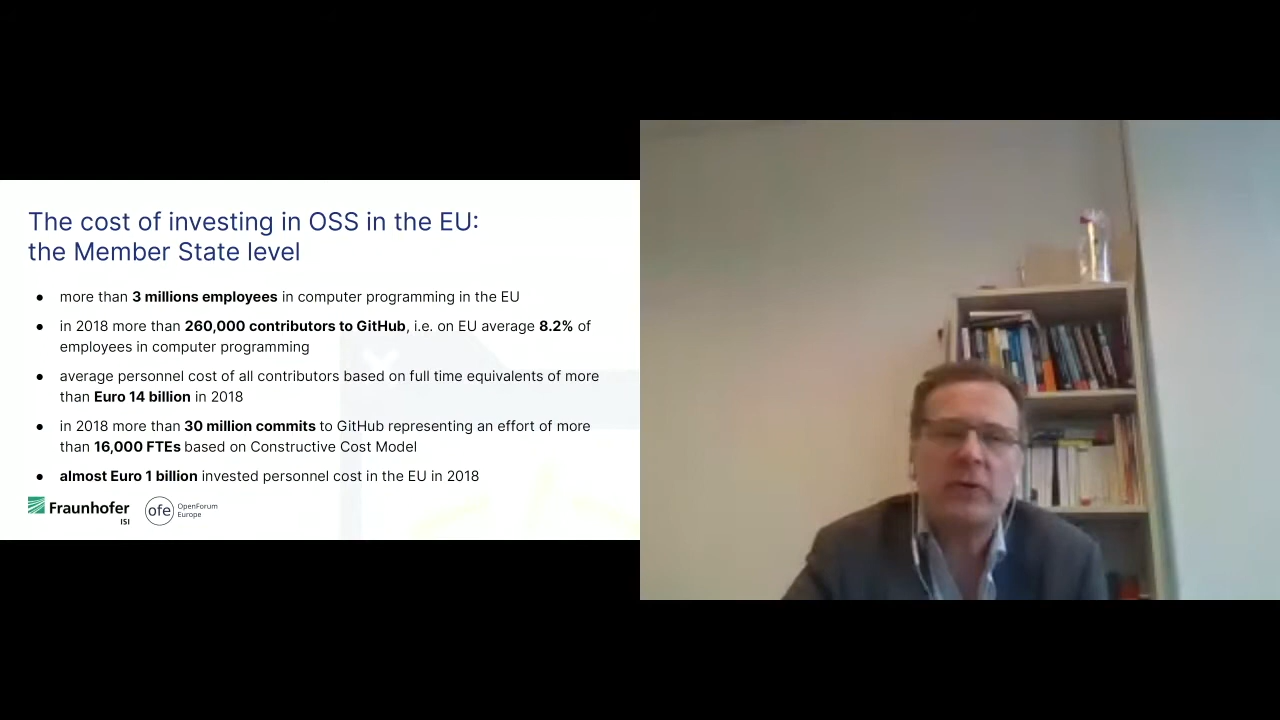 The cost of investing in OSS in the EU:
the Member State level
● more than 3 millions employees in computer programming in the EU
● in 2018 more than 260,000 contributors to GitHub, i.e. on EU average 8.2% of
employees in computer programming
● average personnel cost of all contributors based on full time equivalents of more
than Euro 14 billion in 2018
● in 2018 more than 30 million commits to GitHub representing an effort of more
than 16,000 FTEs based on Constructive Cost Model
● almost Euro 1 billion invested personnel cost in the EU in 2018
Fraunhofer
ISI
ofe
OpenForum
Europe